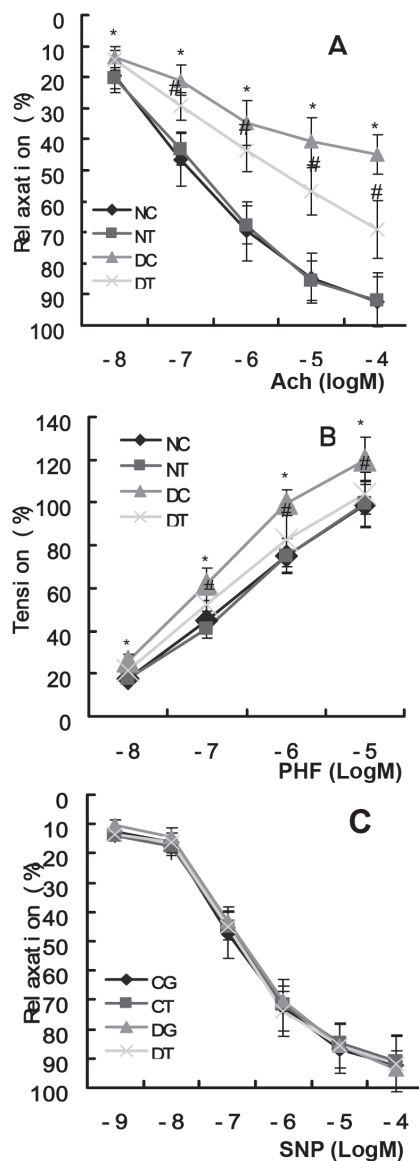 A
Relaxation (%)
0
10
20
30
40
50
60
70
80
90
100
* * * * *
# # # #
NC
NT
DC
DT
-8 -7 -6 -5 -4
Ach (logM)
B
Tension (%)
140
120
100
80
60
40
20
0
* * * *
# # #
NC
NT
DC
DT
-8 -7 -6 -5
PHF (LogM)
C
Relaxation (%)
0
10
20
30
40
50
60
70
80
90
100
CG
CT
DG
DT
-9 -8 -7 -6 -5 -4
SNP (LogM)